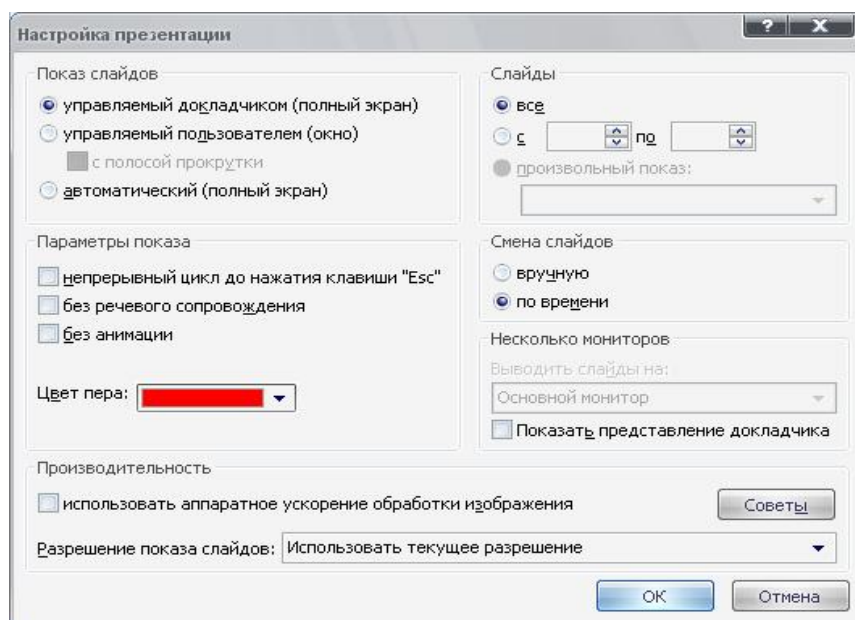 Настройка презентации
Показ слайдов
управляемый докладчиком (полный экран)
управляемый пользователем (окно)
с полосой прокрутки
автоматический (полный экран)
Слайды
все
с по
произвольный показ:
Параметры показа
непрерывный цикл до нажатия клавиши "Esc"
без речевого сопровождения
без анимации
Цвет пера:
Смена слайдов
вручную
по времени
Несколько мониторов
Выводить слайды на:
Основной монитор
Показать представление докладчика
Производительность
использовать аппаратное ускорение обработки изображения
Советы
Разрешение показа слайдов: Использовать текущее разрешение
ОК Отмена